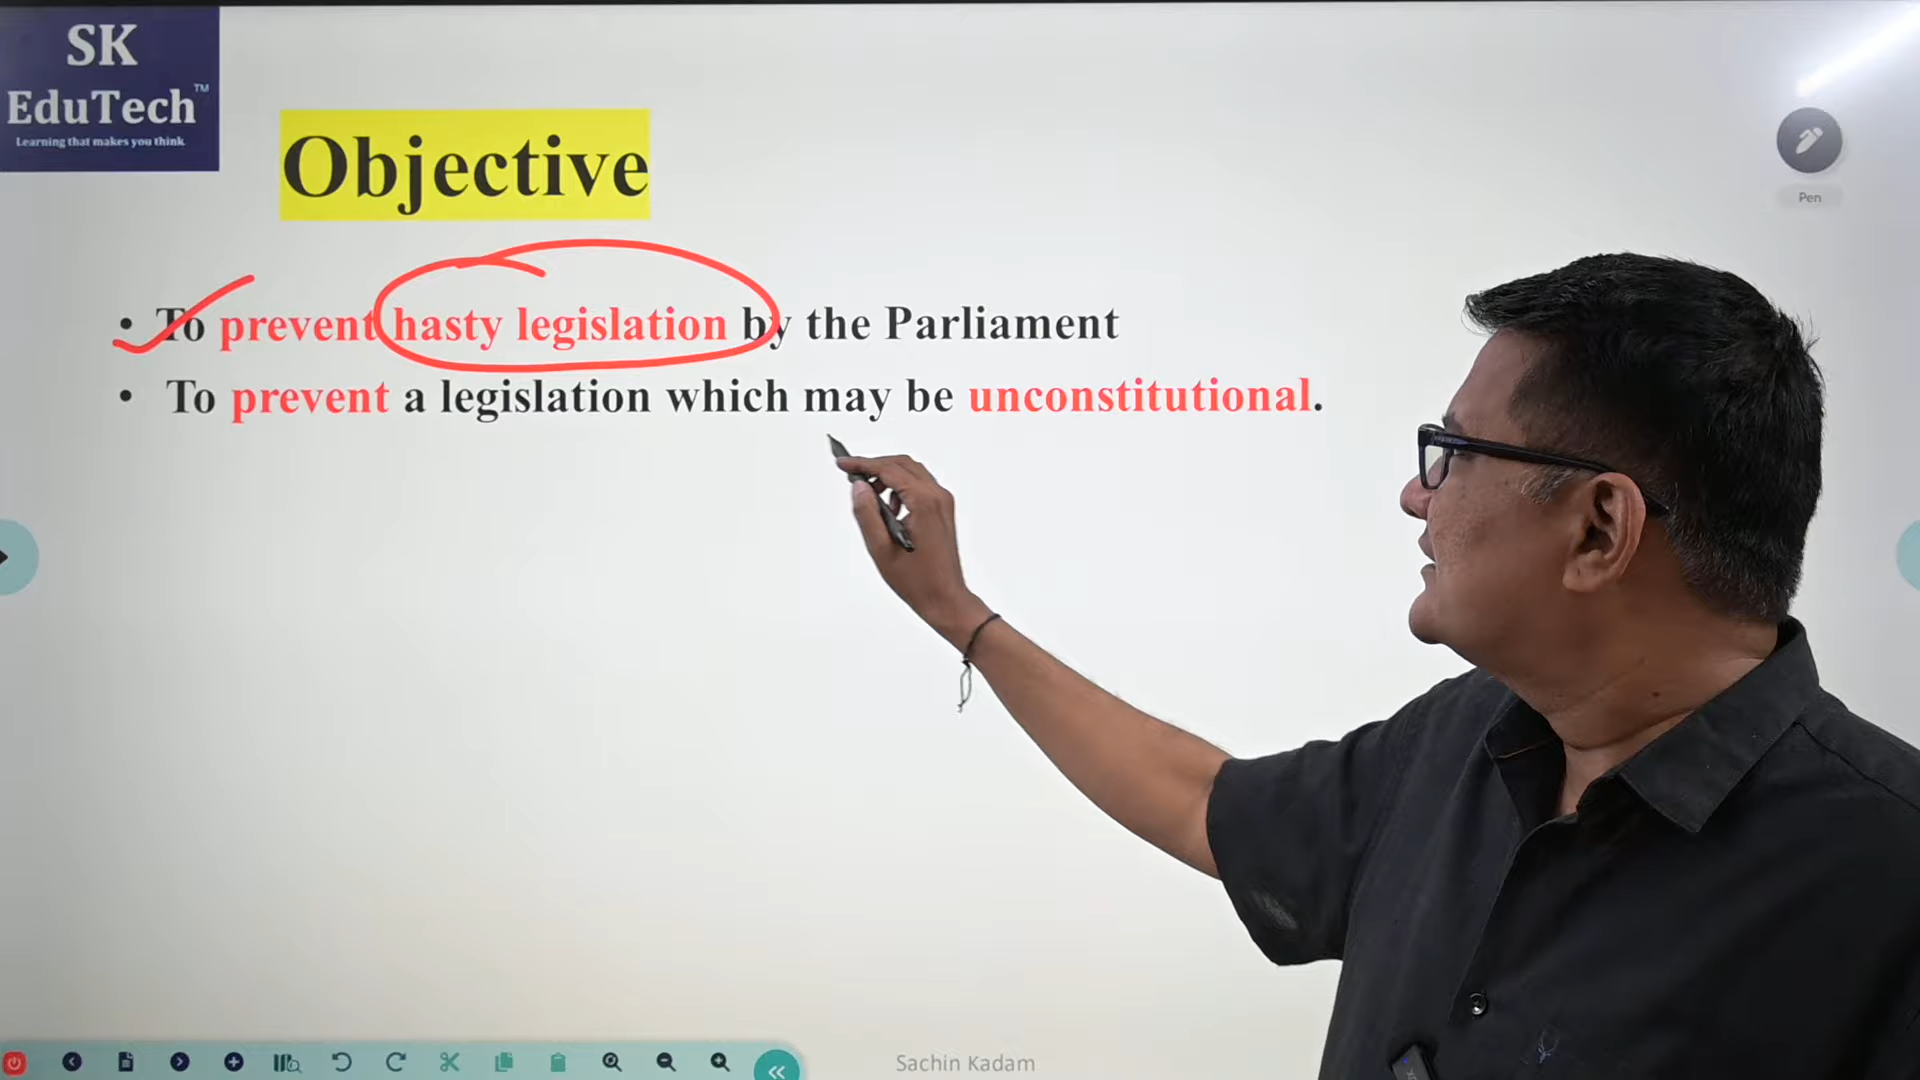 SK
EduTech™
Learning that makes you think
Objective
Pen
• To prevent hasty legislation by the Parliament
• To prevent a legislation which may be unconstitutional.
Sachin Kadam